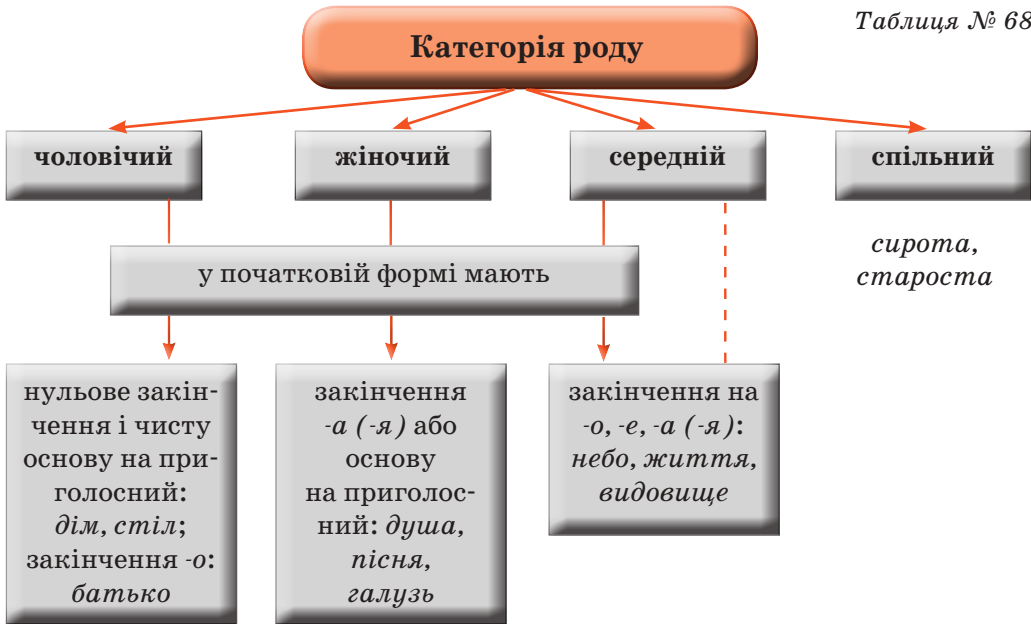 Таблиця № 68
Категорія роду
чоловічий
жіночий
середній
спільний
сирота,
староста
у початковій формі мають
нульове закін-
чення і чисту
основу на при-
голосний:
дім, стіл;
закінчення -о:
батько
закінчення
-а (-я) або
основу
на приголос-
ний: душа,
пісня,
галузь
закінчення на
-о, -е, -а (-я):
небо, життя,
видовище